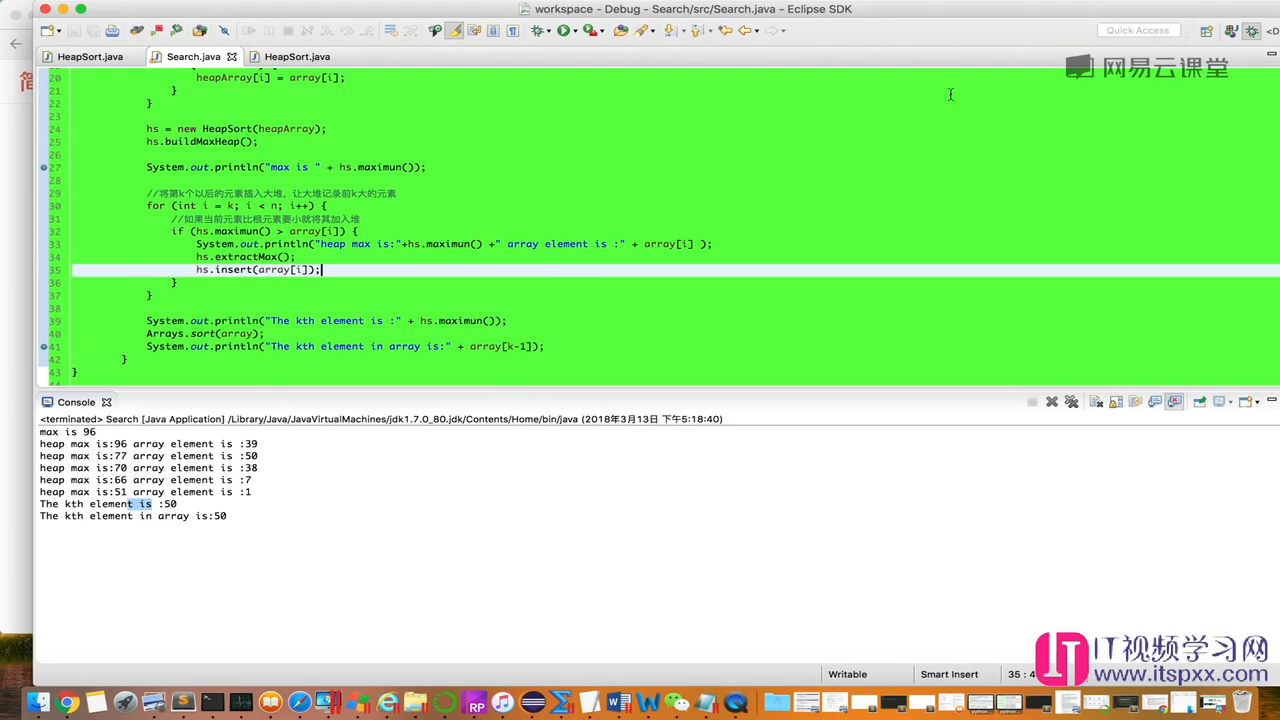 workspace - Debug - Search/src/Search.java - Eclipse SDK
Quick Access
HeapSort.java
Search.java
HeapSort.java
网易云课堂
20 heapArray[i] = array[i];
21 }
22 }
23
24 hs = new HeapSort(heapArray);
25 hs.buildMaxHeap();
26
27 System.out.println("max is " + hs.maximun());
28
29 //将第k个以后的元素插入大堆，让大堆记录前k大的元素
30 for (int i = k; i < n; i++) {
31 //如果当前元素比根元素要小就将其加入堆
32 if (hs.maximun() > array[i]) {
33 System.out.println("heap max is:"+hs.maximun() +" array element is :" + array[i] );
34 hs.extractMax();
35 hs.insert(array[i]);
36 }
37 }
38
39 System.out.println("The kth element is :" + hs.maximun());
40 Arrays.sort(array);
41 System.out.println("The kth element in array is:" + array[k-1]);
42 }
43 }
Console
<terminated> Search [Java Application] /Library/Java/JavaVirtualMachines/jdk1.7.0_80.jdk/Contents/Home/bin/java (2018年3月13日 下午5:18:40)
max is 96
heap max is:96 array element is :39
heap max is:77 array element is :50
heap max is:70 array element is :38
heap max is:66 array element is :7
heap max is:51 array element is :1
The kth element is :50
The kth element in array is:50
IT视频学习网
www.itspxx.com
Writable
Smart Insert
35 : 4
RP